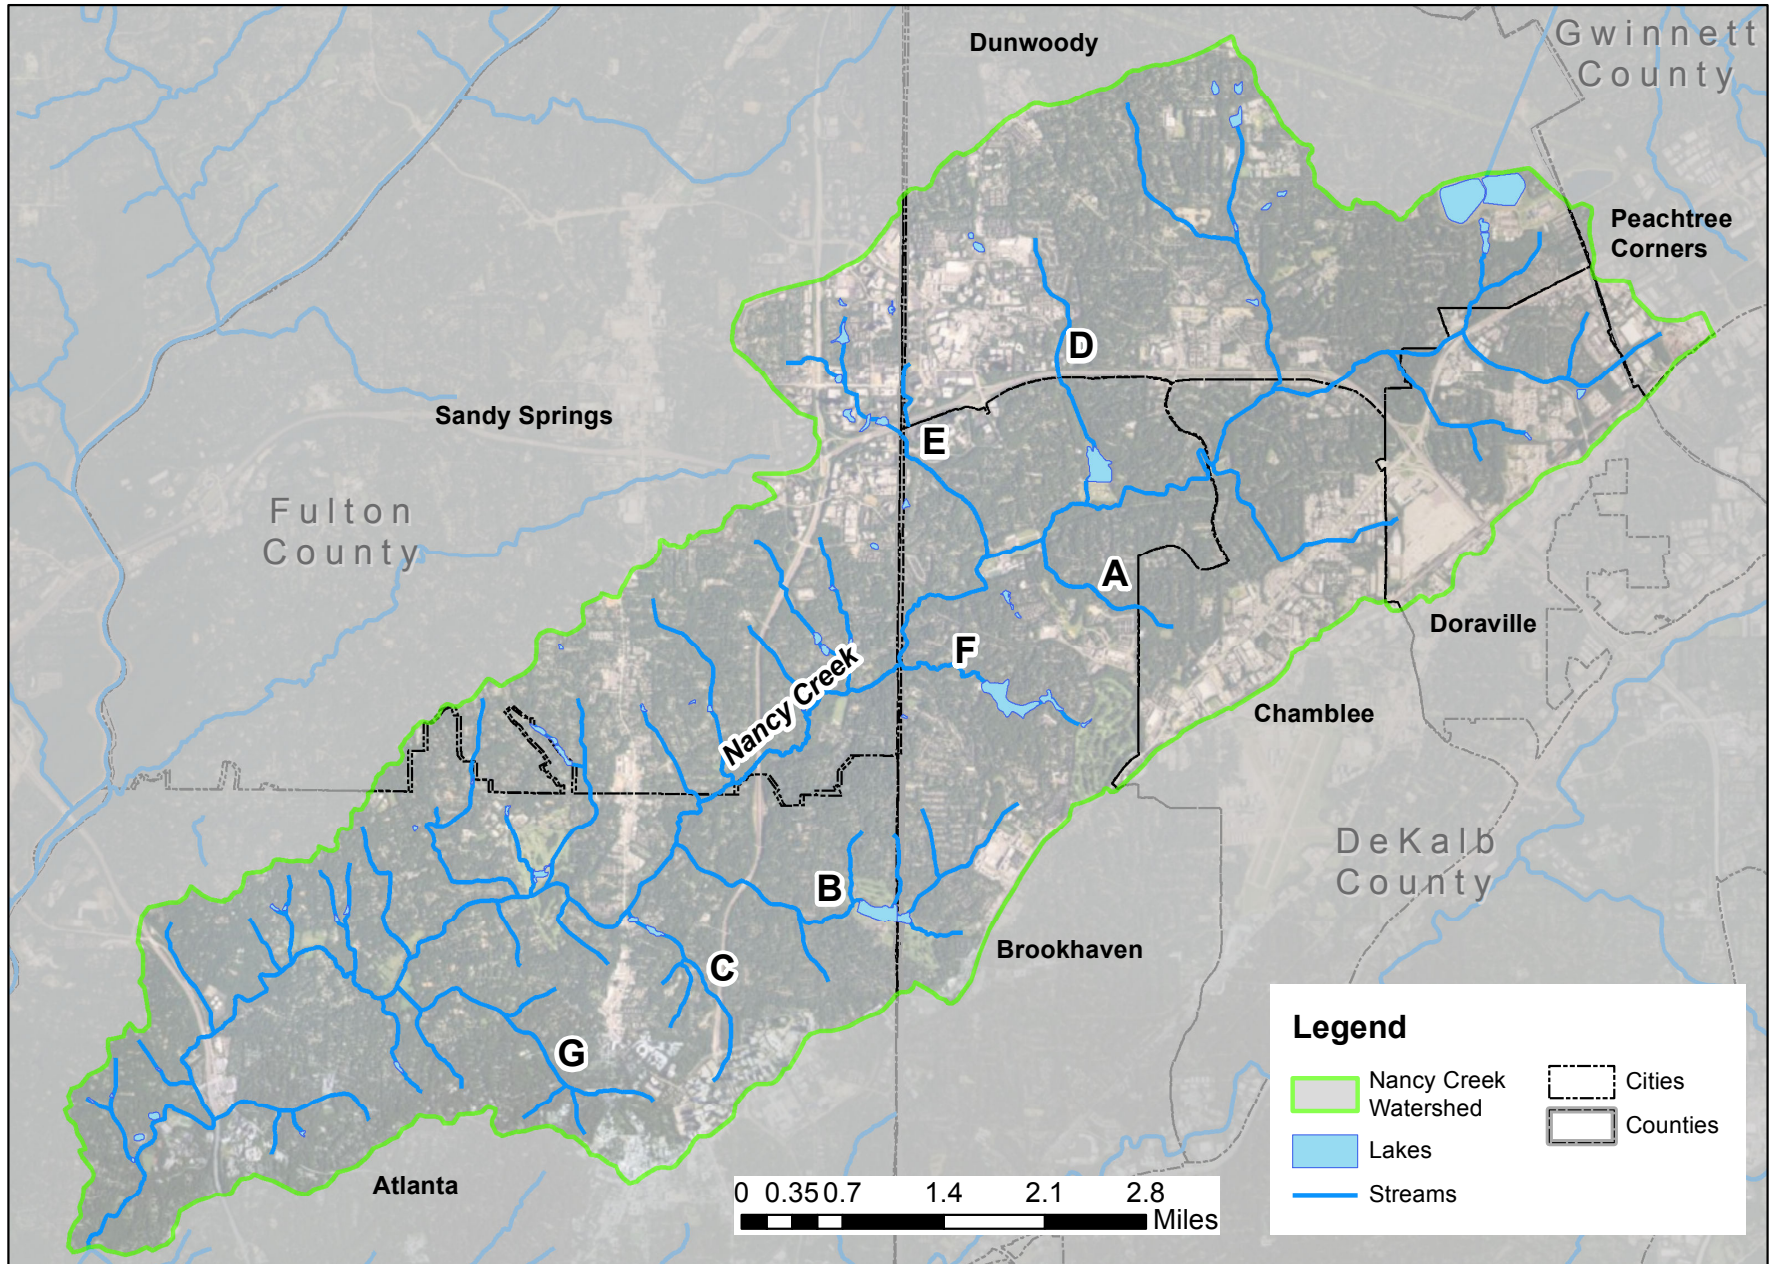 Gwinnett
County
Dunwoody
Peachtree
Corners
D
Sandy Springs
E
Fulton
County
A
Doraville
F
Nancy Creek
Chamblee
DeKalb
County
B
Brookhaven
C
G
Atlanta
Legend
Nancy Creek
Watershed
Lakes
Streams
Cities
Counties
0 0.35 0.7 1.4 2.1 2.8
Miles